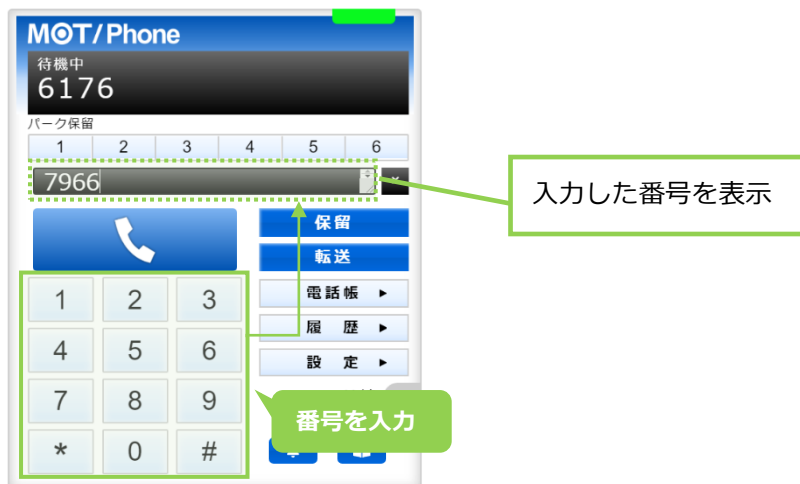 MOT/Phone
待機中
6176
パーク保留
1 2 3 4 5 6
7966
入力した番号を表示
保留
転送
1 2 3
電話帳 ▶
履 歴 ▶
4 5 6
設 定 ▶
7 8 9
番号を入力
* 0 #